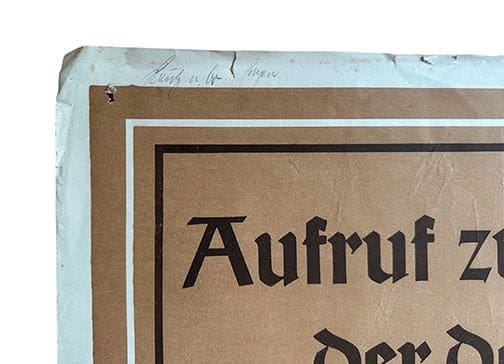 Aufruf zu
der d